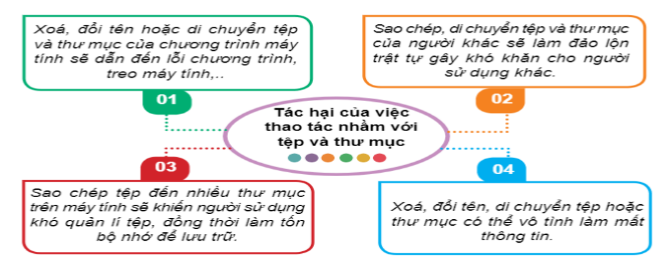 Xoá, đổi tên hoặc di chuyển tệp
và thư mục của chương trình máy
tính sẽ dẫn đến lỗi chương trình,
treo máy tính,..
01
Sao chép, di chuyển tệp và thư mục
của người khác sẽ làm đảo lộn
trật tự gây khó khăn cho người
sử dụng khác.
02
Tác hại của việc
thao tác nhầm với
tệp và thư mục
03
Sao chép tệp đến nhiều thư mục
trên máy tính sẽ khiến người sử dụng
khó quản lí tệp, đồng thời làm tốn
bộ nhớ để lưu trữ.
04
Xoá, đổi tên, di chuyển tệp hoặc
thư mục có thể vô tình làm mất
thông tin.